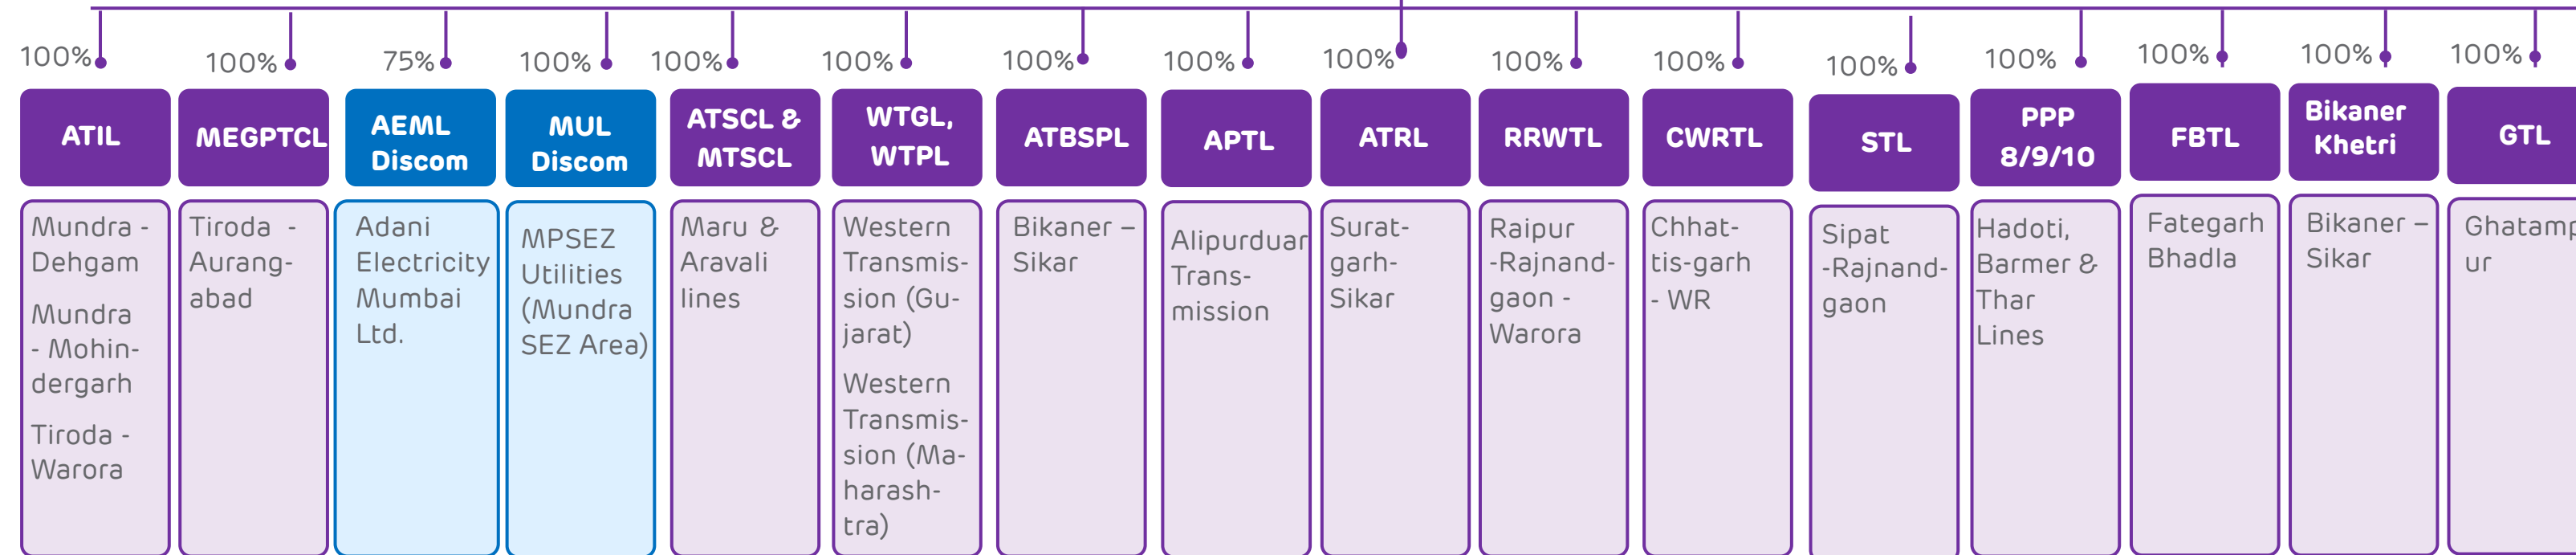 100%
ATIL
Mundra -
Dehgam
Mundra
- Mohin-
dergarh
Tiroda -
Warora
100%
MEGPTCL
Tiroda -
Aurang-
abad
75%
AEML
Discom
Adani
Electricity
Mumbai
Ltd.
100%
MUL
Discom
MPSEZ
Utilities
(Mundra
SEZ Area)
100%
ATSCL &
MTSCL
Maru &
Aravali
lines
100%
WTGL,
WTPL
Western
Transmis-
sion (Gu-
jarat)
Western
Transmis-
sion (Ma-
harash-
tra)
100%
ATBSPL
Bikaner –
Sikar
100%
APTL
Alipurduar
Trans-
mission
100%
ATRL
Surat-
garh-
Sikar
100%
RRWTL
Raipur
-Rajnand-
gaon -
Warora
100%
CWRTL
Chhat-
tis-garh
- WR
100%
STL
Sipat
-Rajnand-
gaon
100%
PPP
8/9/10
Hadoti,
Barmer &
Thar
Lines
100%
FBTL
Fategarh
Bhadla
100%
Bikaner
Khetri
Bikaner –
Sikar
100%
GTL
Ghatamp
ur